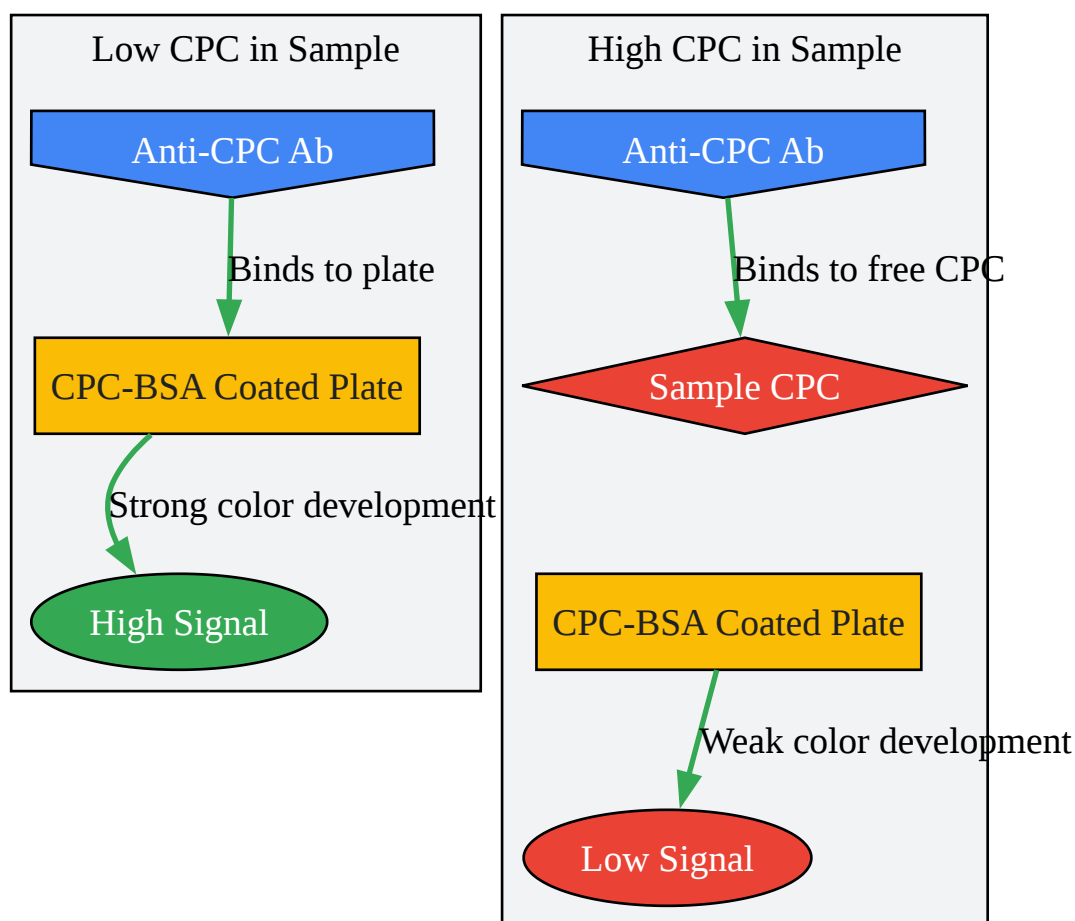 Low CPC in Sample
Anti-CPC Ab
Binds to plate
CPC-BSA Coated Plate
Strong color development
High Signal
High CPC in Sample
Anti-CPC Ab
Binds to free CPC
Sample CPC
CPC-BSA Coated Plate
Weak color development
Low Signal